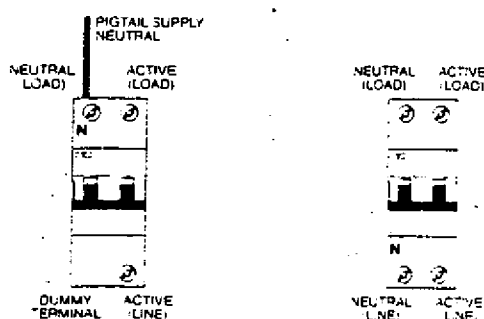 PIGTAIL SUPPLY
NEUTRAL
NEUTRAL
(LOAD)
ACTIVE
(LOAD)
N
DUMMY
TERMINAL
ACTIVE
(LINE)
NEUTRAL
(LOAD)
ACTIVE
(LOAD)
N
NEUTRAL
(LINE)
ACTIVE
(LINE)